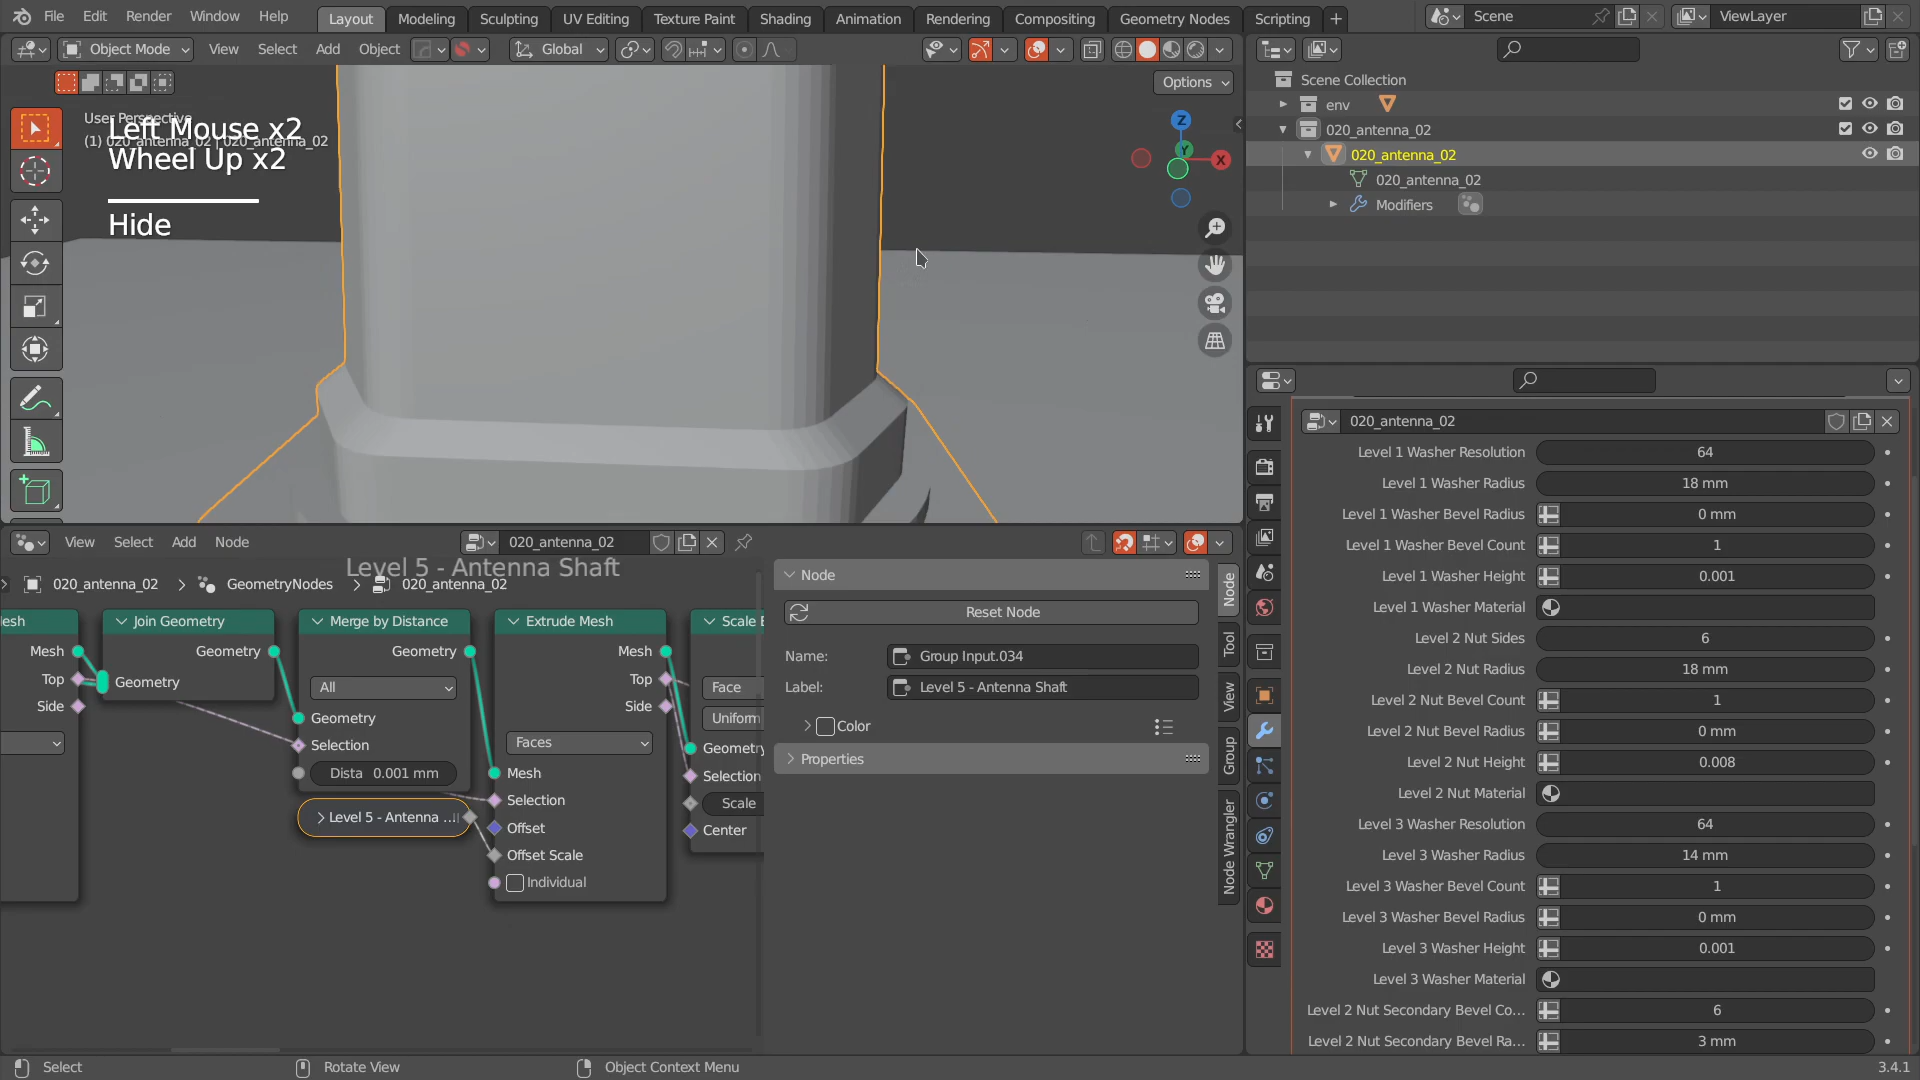 File Edit Render Window Help Layout Modeling Sculpting UV Editing Texture Paint Shading Animation Rendering Compositing Geometry Nodes Scripting + Scene ViewLayer
Object Mode View Select Add Object Global
Options
User Perspective
(1) 020_antenna_02 | 020_antenna_02
Left Mouse x2
Wheel Up x2
Hide
Z
Y
X
Scene Collection
env
020_antenna_02
020_antenna_02
020_antenna_02
Modifiers
020_antenna_02
Level 1 Washer Resolution 64
Level 1 Washer Radius 18 mm
Level 1 Washer Bevel Radius 0 mm
Level 1 Washer Bevel Count 1
Level 1 Washer Height 0.001
Level 1 Washer Material
Level 2 Nut Sides 6
Level 2 Nut Radius 18 mm
Level 2 Nut Bevel Count 1
Level 2 Nut Bevel Radius 0 mm
Level 2 Nut Height 0.008
Level 2 Nut Material
Level 3 Washer Resolution 64
Level 3 Washer Radius 14 mm
Level 3 Washer Bevel Count 1
Level 3 Washer Bevel Radius 0 mm
Level 3 Washer Height 0.001
Level 3 Washer Material
Level 2 Nut Secondary Bevel Co... 6
Level 2 Nut Secondary Bevel Ra... 3 mm
View Select Add Node 020_antenna_02
Level 5 - Antenna Shaft
020_antenna_02 > GeometryNodes > 020_antenna_02
esh
Mesh
Top
Side
Join Geometry
Geometry
Geometry
Merge by Distance
Geometry
All
Geometry
Selection
Dista 0.001 mm
Level 5 - Antenna ...
Extrude Mesh
Mesh
Top
Side
Faces
Mesh
Selection
Offset
Offset Scale
Individual
Scale E
Face
Uniform
Geometry
Selection
Scale
Center
Node
Reset Node
Name: Group Input.034
Label: Level 5 - Antenna Shaft
Color
Properties
Node
Tool
View
Group
Node Wrangler
Select Rotate View Object Context Menu 3.4.1